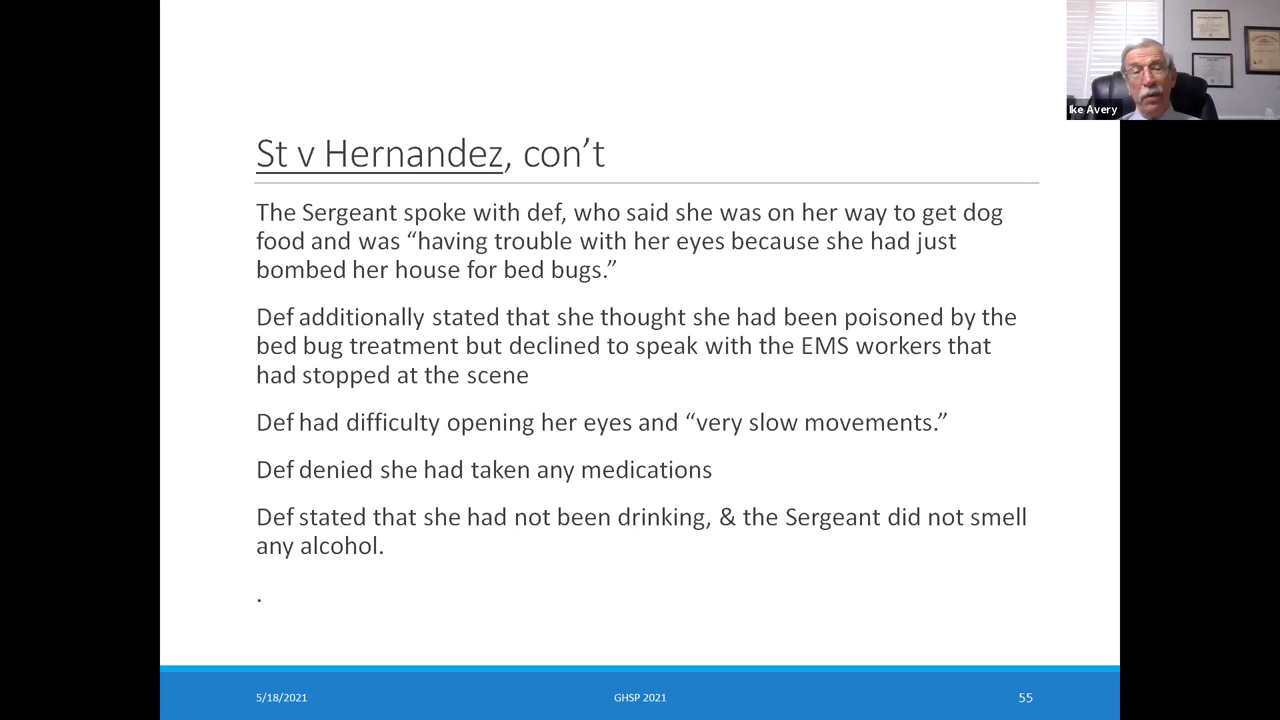 Ike Avery
St v Hernandez, con’t
The Sergeant spoke with def, who said she was on her way to get dog
food and was “having trouble with her eyes because she had just
bombed her house for bed bugs.”
Def additionally stated that she thought she had been poisoned by the
bed bug treatment but declined to speak with the EMS workers that
had stopped at the scene
Def had difficulty opening her eyes and “very slow movements.”
Def denied she had taken any medications
Def stated that she had not been drinking, & the Sergeant did not smell
any alcohol.
.
5/18/2021
GHSP 2021
55